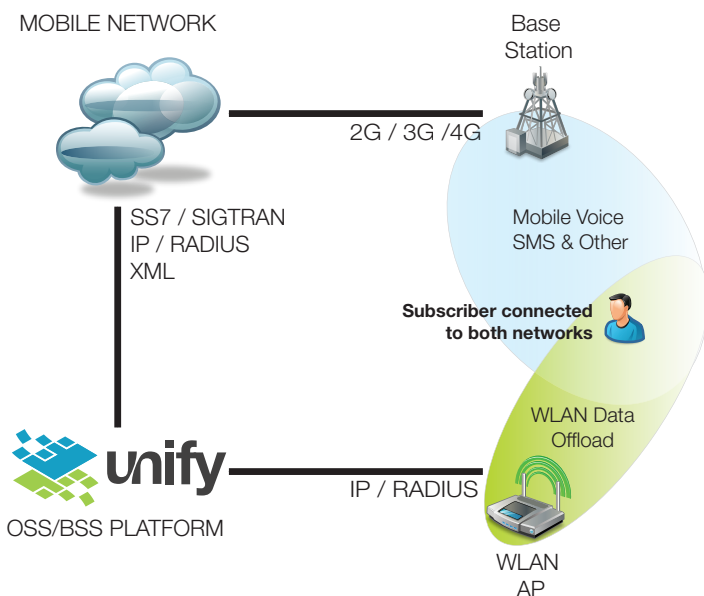 MOBILE NETWORK
Base
Station
2G / 3G /4G
SS7 / SIGTRAN
IP / RADIUS
XML
Mobile Voice
SMS & Other
Subscriber connected
to both networks
WLAN Data
Offload
unify
IP / RADIUS
OSS/BSS PLATFORM
WLAN
AP